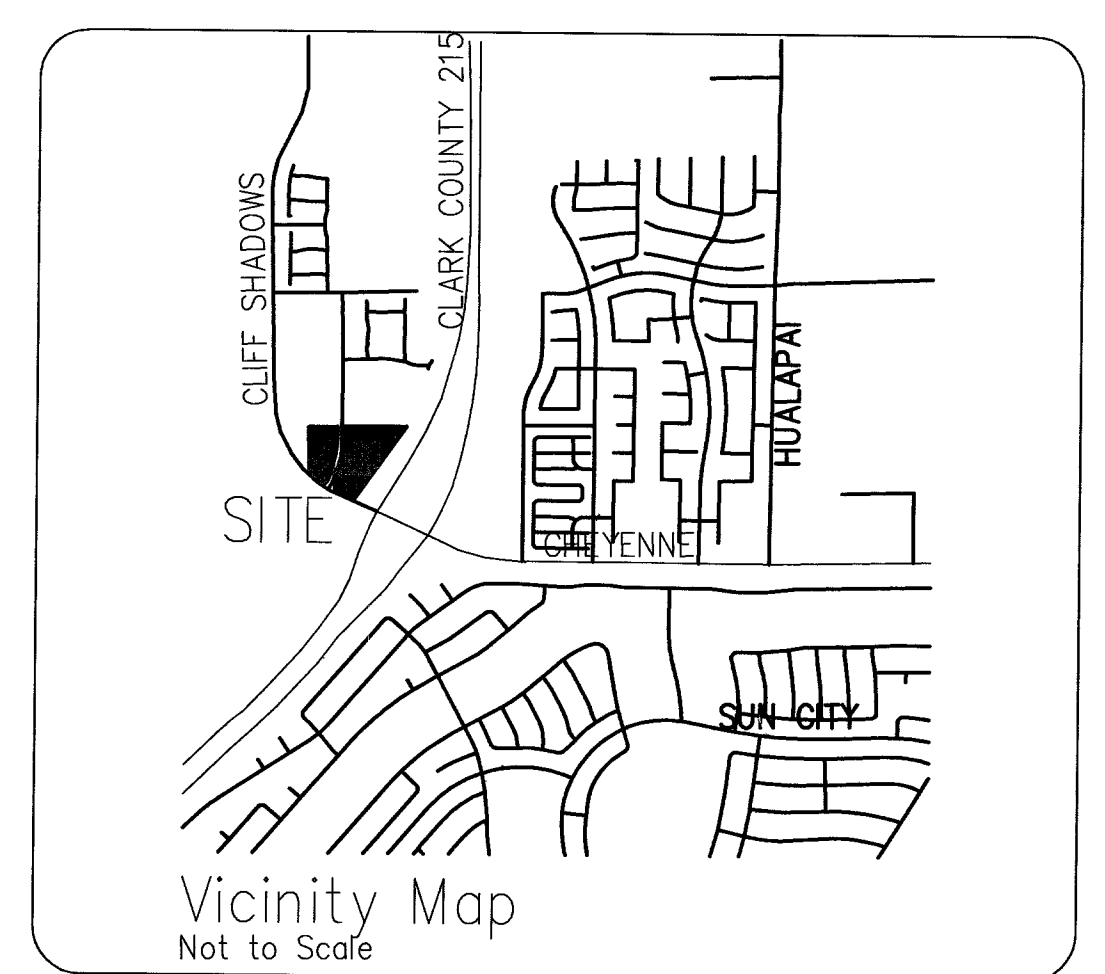 CLARK COUNTY 215
CLIFF SHADOWS
HUALAPAI
SITE
CHEYENNE
SUN CITY
Vicinity Map
Not to Scale